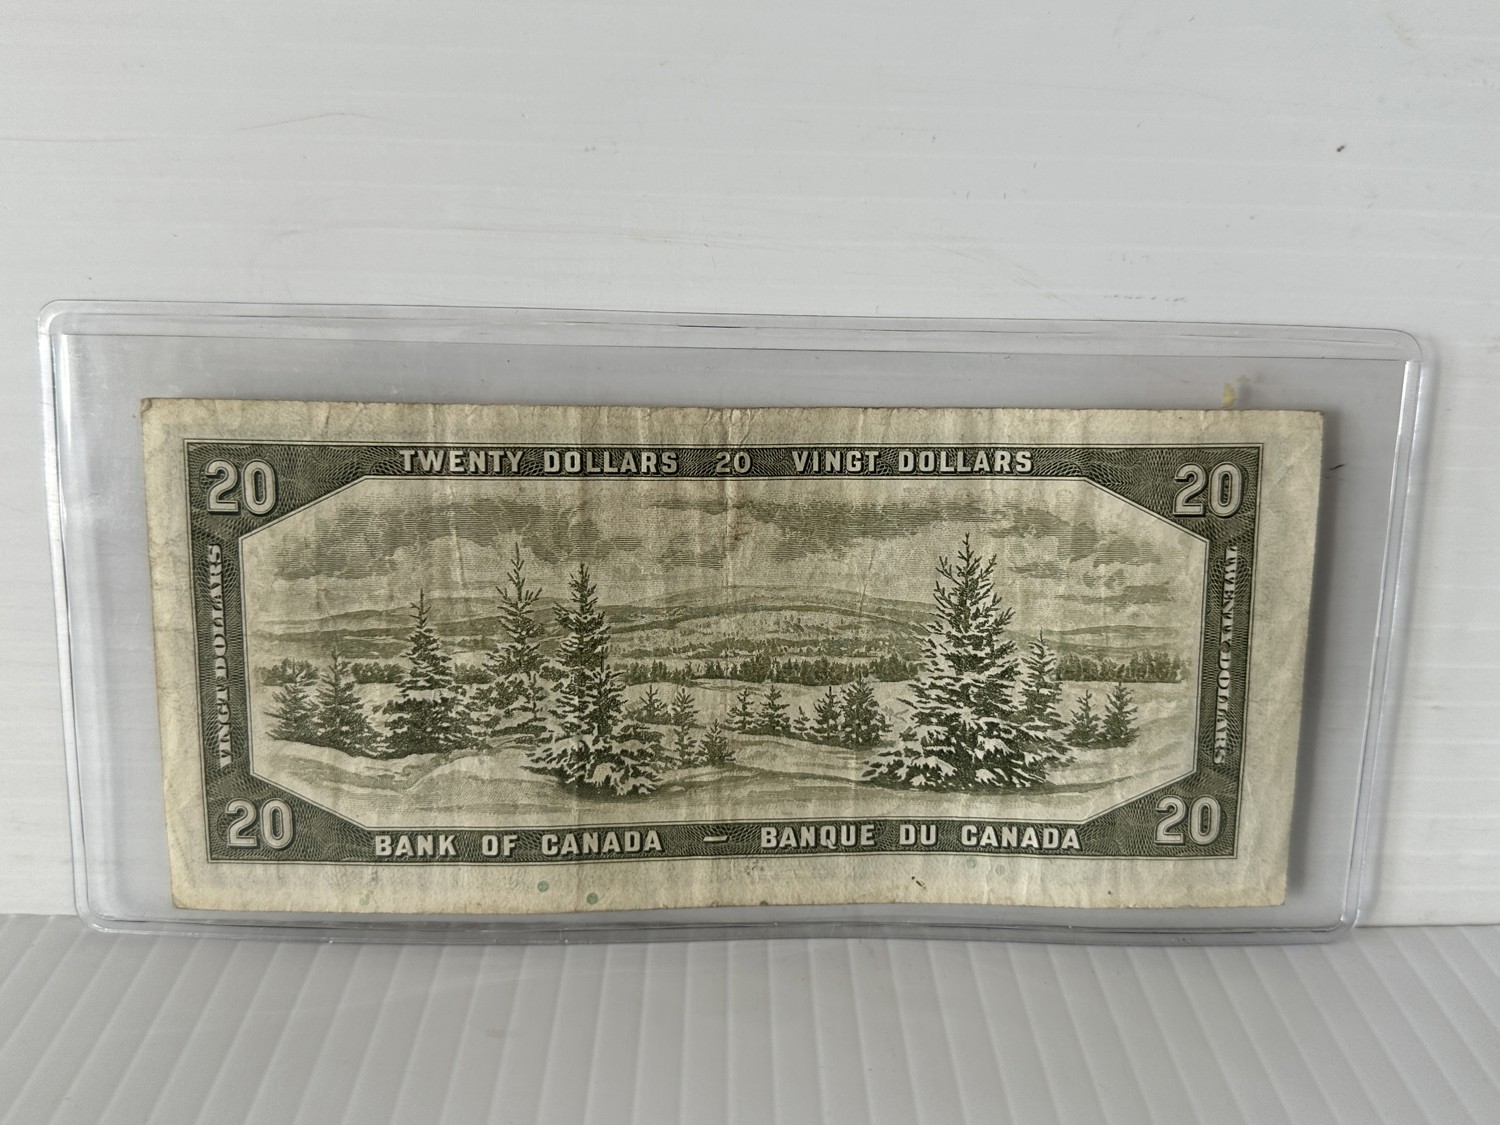 TWENTY DOLLARS 20 VINGT DOLLARS
20
20
VINGT DOLLARS
TWENTY DOLLARS
20
20
BANK OF CANADA — BANQUE DU CANADA